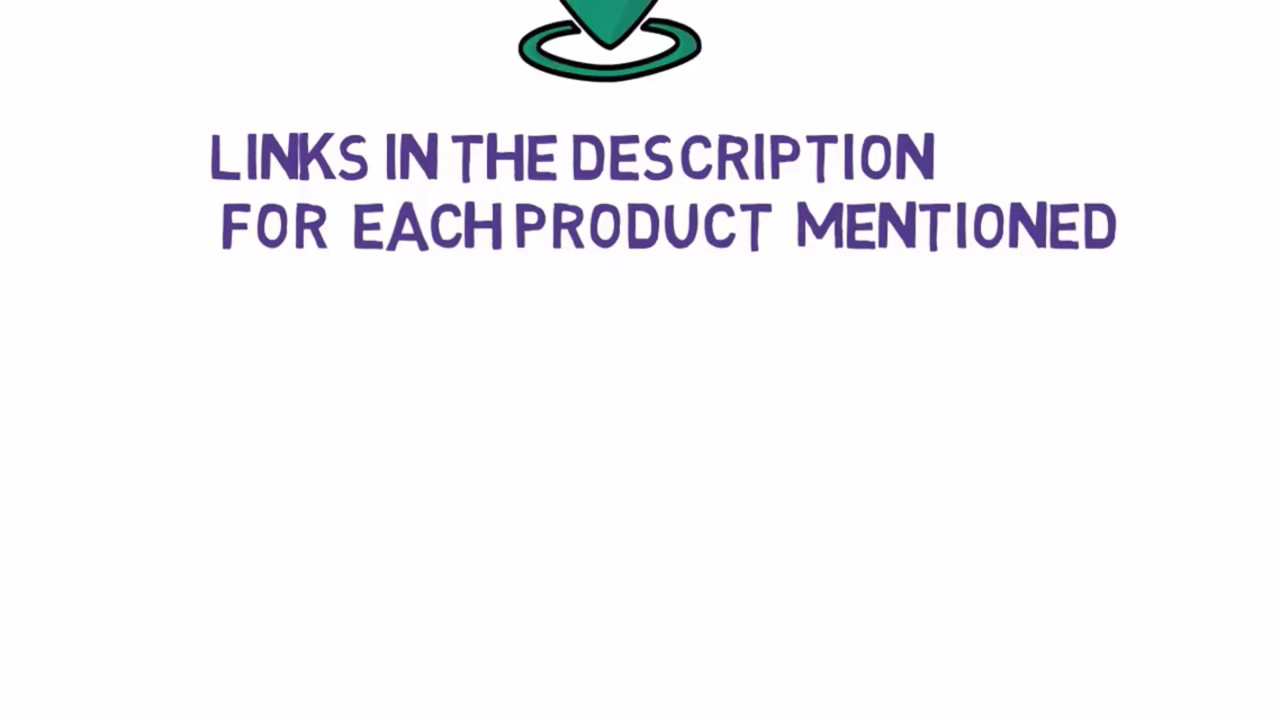 LINKS IN THE DESCRIPTION
FOR EACH PRODUCT MENTIONED